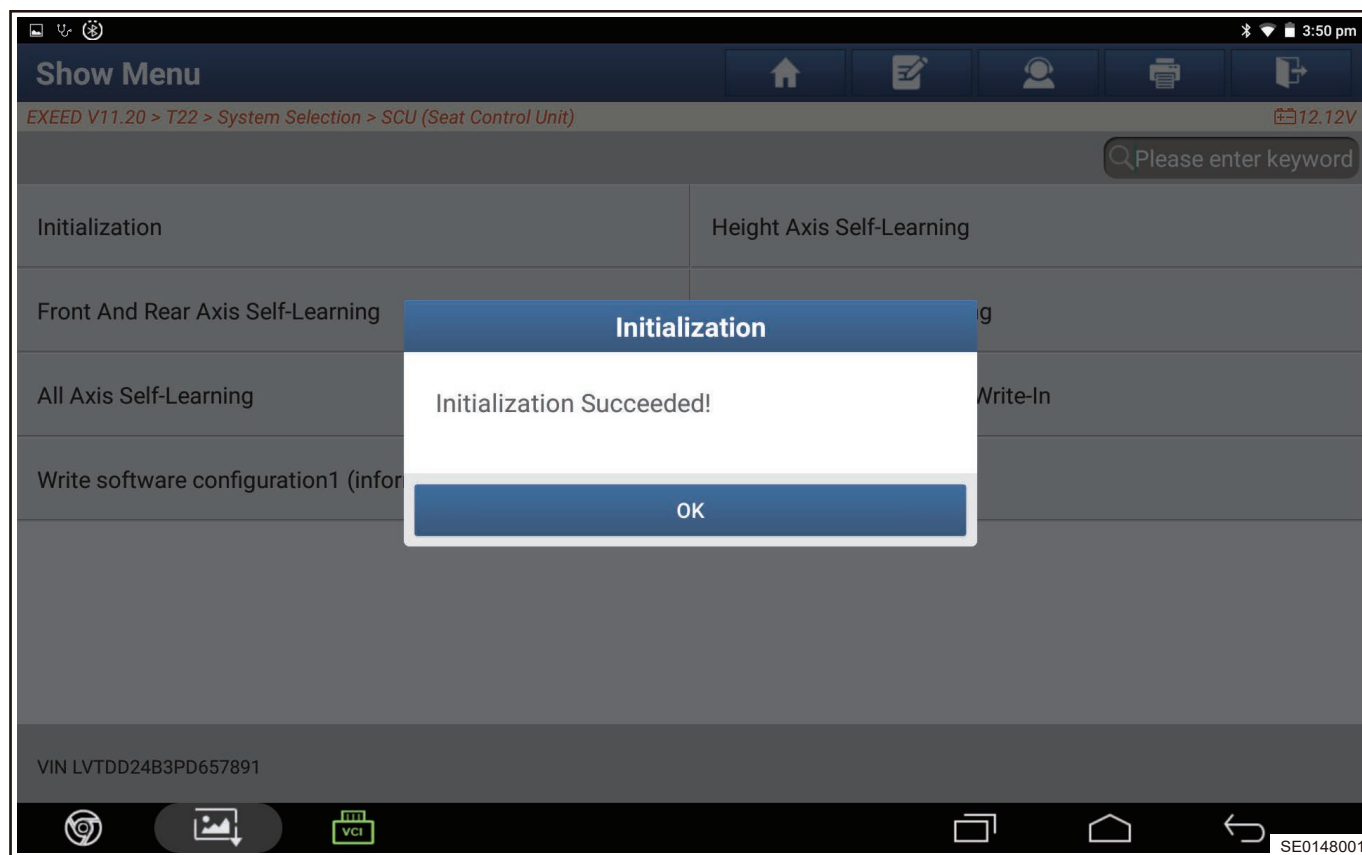 3:50 pm
Show Menu
EXEED V11.20 > T22 > System Selection > SCU (Seat Control Unit)
12.12V
Please enter keyword
Initialization
Height Axis Self-Learning
Front And Rear Axis Self-Learning
Initialization
All Axis Self-Learning
Initialization Succeeded!
Write-In
Write software configuration1
OK
VIN LVTDD24B3PD657891
VCI
SE0148001